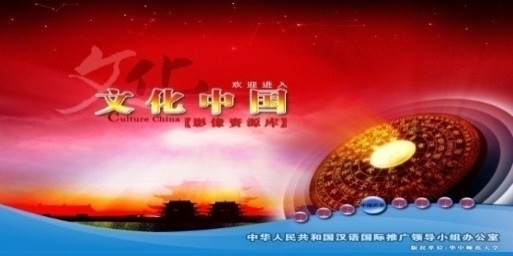 文化
欢迎进入
文化中国
Culture China
【影像资源库】
中华人民共和国汉语国际推广领导小组办公室
版权单位:华中师范大学